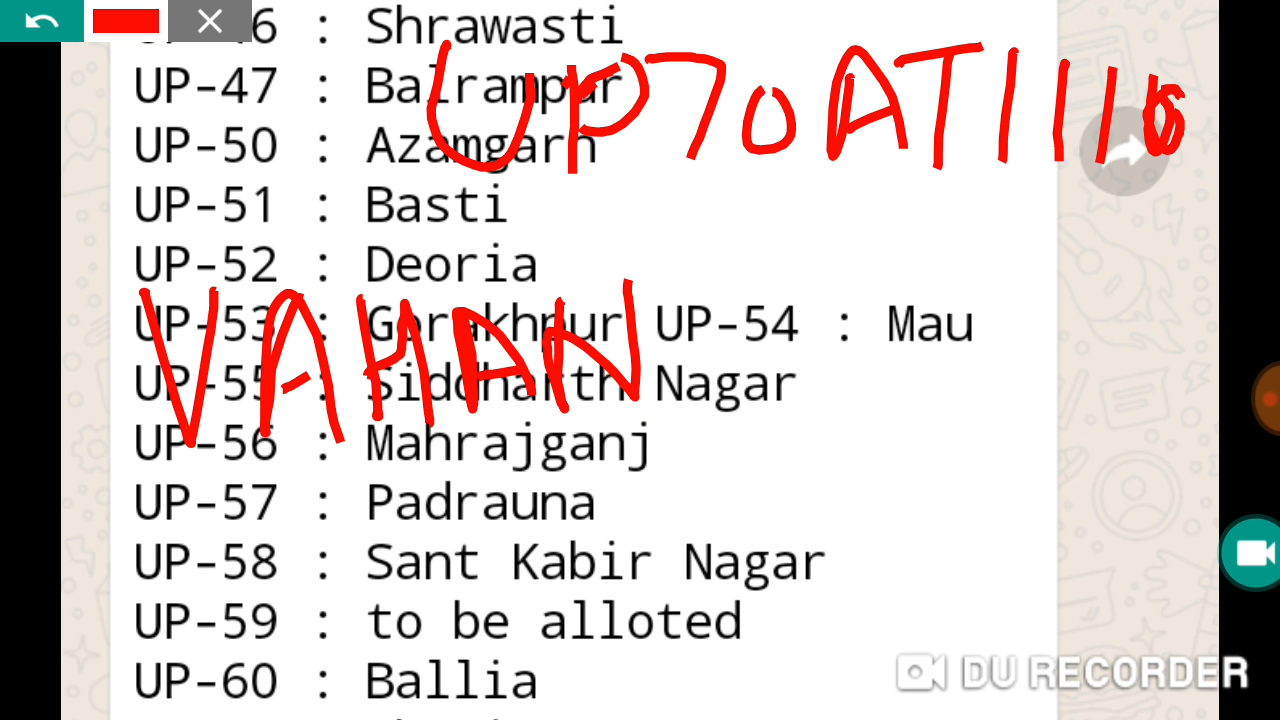 : Shrawasti
UP-47 : Balrampur
UP70AT111
UP-50 : Azamgarh
UP-51 : Basti
UP-52 : Deoria
VAHAN
UP-53 : Gorakhpur UP-54 : Mau
UP-55 : Siddharth Nagar
UP-56 : Mahrajganj
UP-57 : Padrauna
UP-58 : Sant Kabir Nagar
UP-59 : to be alloted
UP-60 : Ballia
DU RECORDER